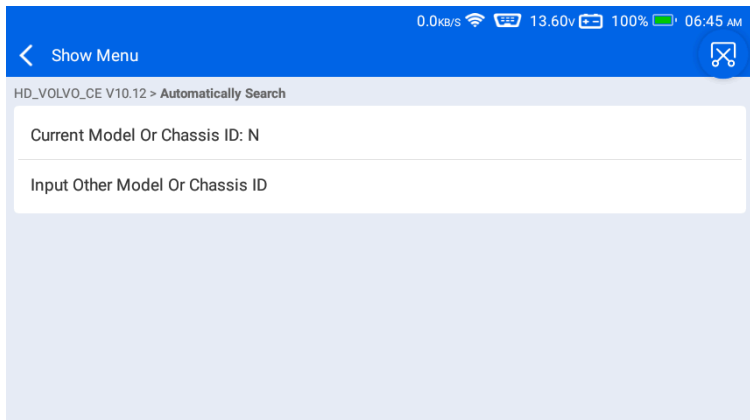 0.0KB/S 13.60V 100% 06:45 AM
Show Menu
HD_VOLVO_CE V10.12 > Automatically Search
Current Model Or Chassis ID: N
Input Other Model Or Chassis ID